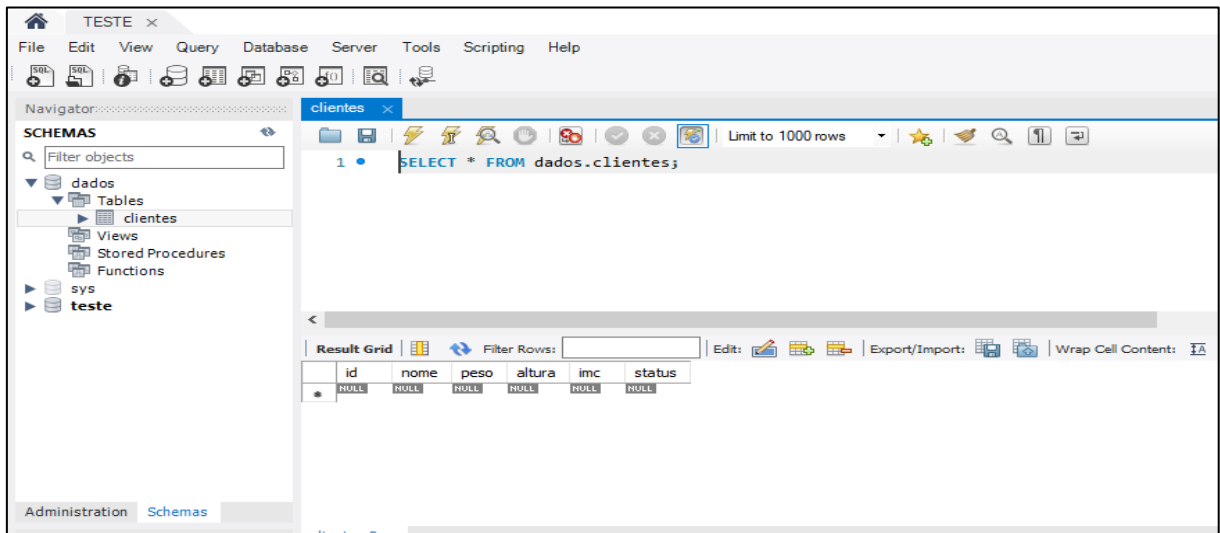 TESTE ×
File Edit View Query Database Server Tools Scripting Help
SQL SQL
Navigator
clientes ×
SCHEMAS
Filter objects
Limit to 1000 rows
1 SELECT * FROM dados.clientes;
dados
Tables
clientes
Views
Stored Procedures
Functions
sys
teste
Result Grid Filter Rows: Edit: Export/Import: Wrap Cell Content: IA
id nome peso altura imc status
* NULL NULL NULL NULL NULL NULL
Administration Schemas